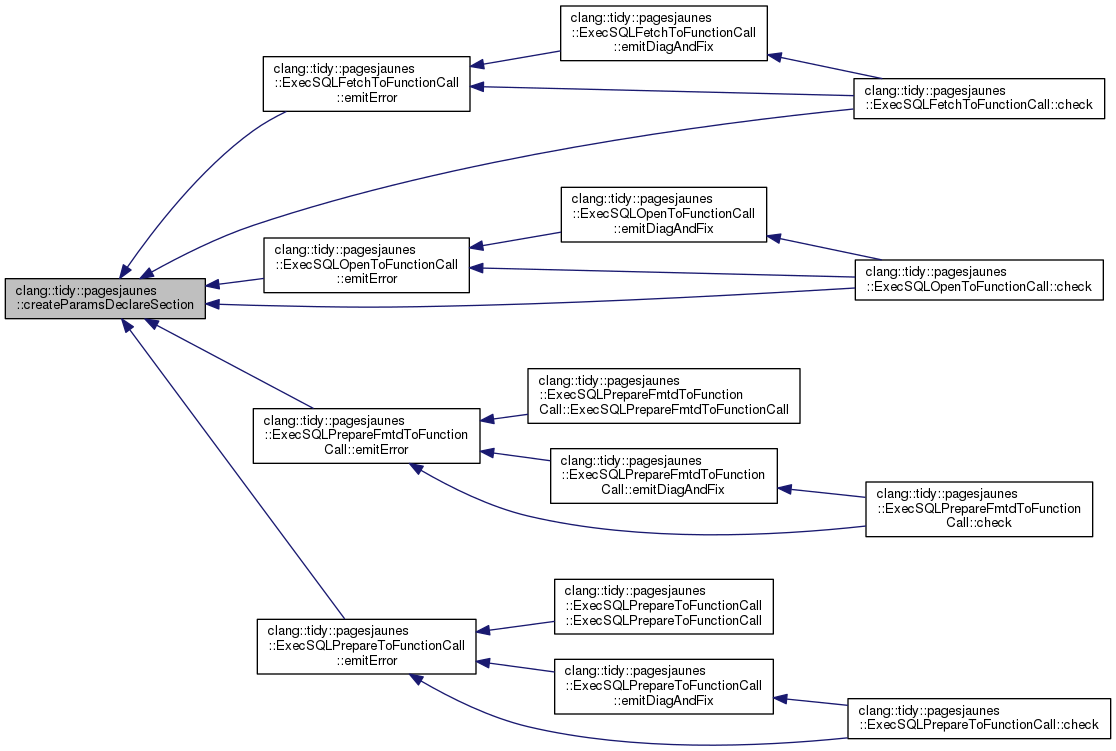 clang::tidy::pagesjaunes
::ExecSQLFetchToFunctionCall
::emitDiagAndFix
clang::tidy::pagesjaunes
::ExecSQLFetchToFunctionCall
::emitError
clang::tidy::pagesjaunes
::ExecSQLFetchToFunctionCall::check
clang::tidy::pagesjaunes
::ExecSQLOpenToFunctionCall
::emitDiagAndFix
clang::tidy::pagesjaunes
::ExecSQLOpenToFunctionCall
::emitError
clang::tidy::pagesjaunes
::ExecSQLOpenToFunctionCall::check
clang::tidy::pagesjaunes
::createParamsDeclareSection
clang::tidy::pagesjaunes
::ExecSQLPrepareFmtdToFunction
Call::ExecSQLPrepareFmtdToFunctionCall
clang::tidy::pagesjaunes
::ExecSQLPrepareFmtdToFunction
Call::emitError
clang::tidy::pagesjaunes
::ExecSQLPrepareFmtdToFunction
Call::emitDiagAndFix
clang::tidy::pagesjaunes
::ExecSQLPrepareFmtdToFunction
Call::check
clang::tidy::pagesjaunes
::ExecSQLPrepareToFunctionCall
::ExecSQLPrepareToFunctionCall
clang::tidy::pagesjaunes
::ExecSQLPrepareToFunctionCall
::emitError
clang::tidy::pagesjaunes
::ExecSQLPrepareToFunctionCall
::emitDiagAndFix
clang::tidy::pagesjaunes
::ExecSQLPrepareToFunctionCall::check